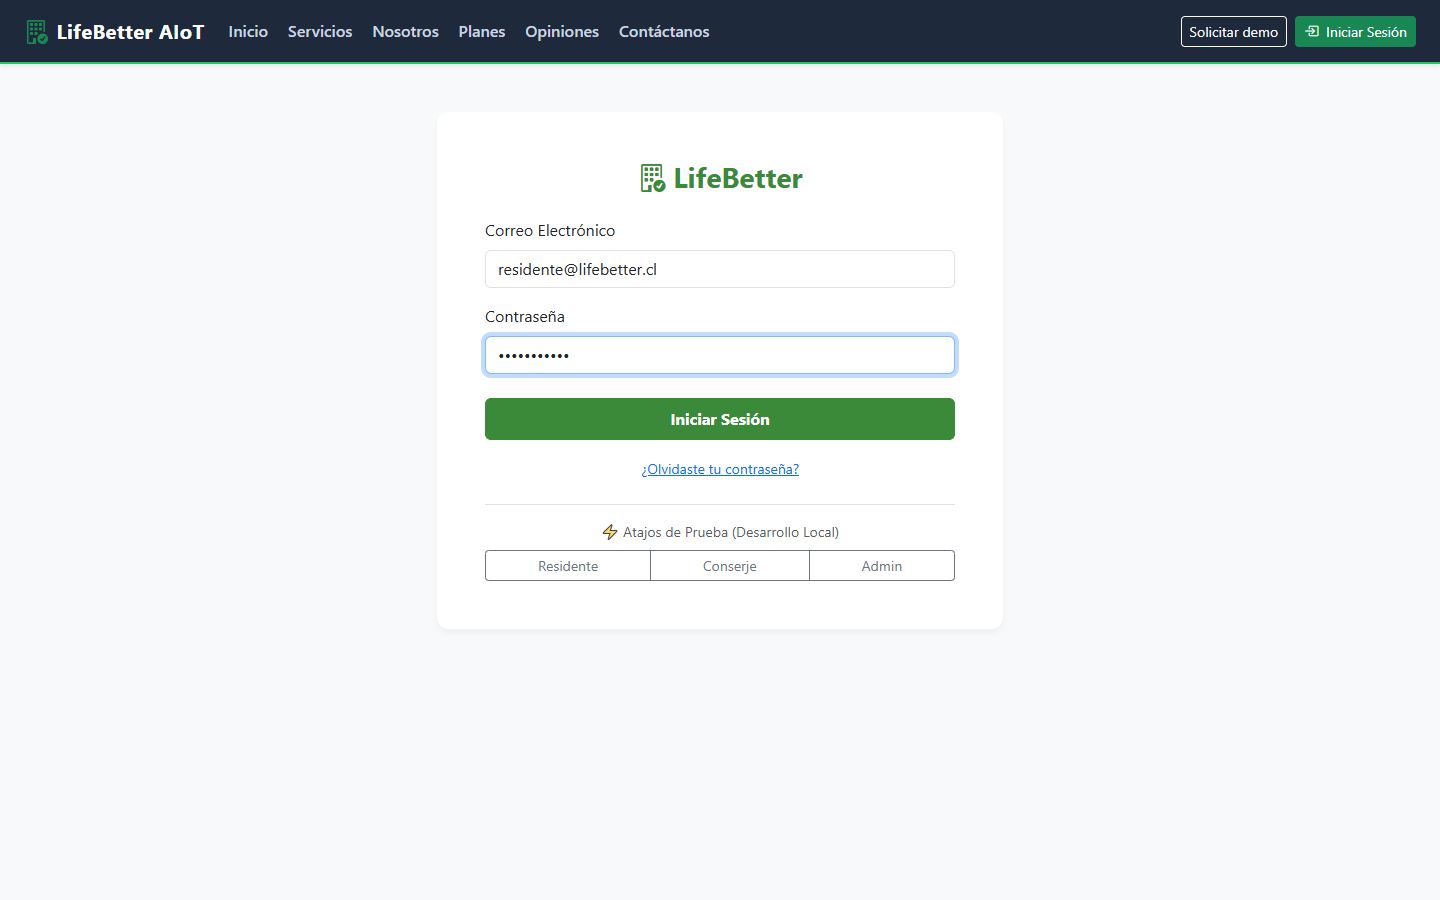 LifeBetter AIoT Inicio Servicios Nosotros Planes Opiniones Contáctanos Solicitar demo Iniciar Sesión
LifeBetter
Correo Electrónico
residente@lifebetter.cl
Contraseña
•••••••••••
Iniciar Sesión
¿Olvidaste tu contraseña?
⚡ Atajos de Prueba (Desarrollo Local)
Residente Conserje Admin